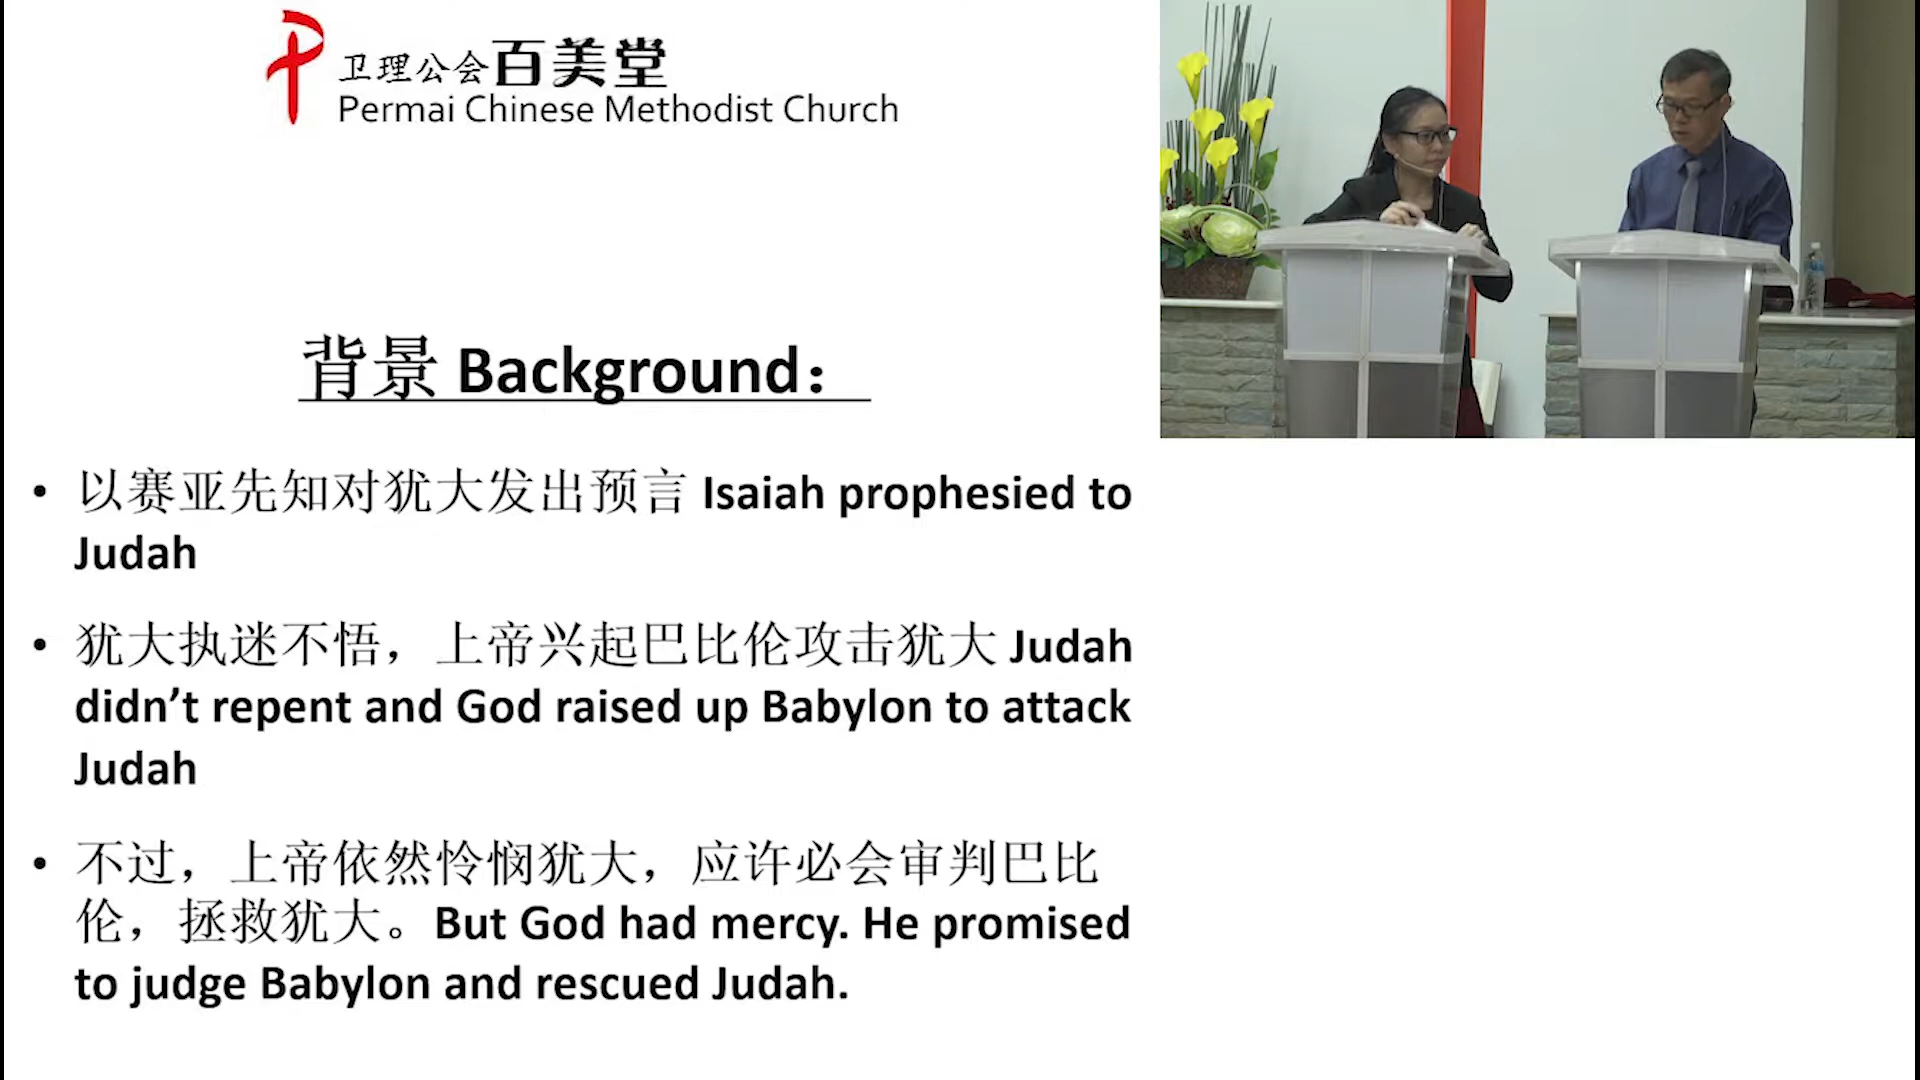 卫理公会百美堂
Permai Chinese Methodist Church
背景 Background：
• 以赛亚先知对犹大发出预言 Isaiah prophesied to
Judah
• 犹大执迷不悟，上帝兴起巴比伦攻击犹大 Judah
didn’t repent and God raised up Babylon to attack
Judah
• 不过，上帝依然怜悯犹大，应许必会审判巴比
伦，拯救犹大。But God had mercy. He promised
to judge Babylon and rescued Judah.